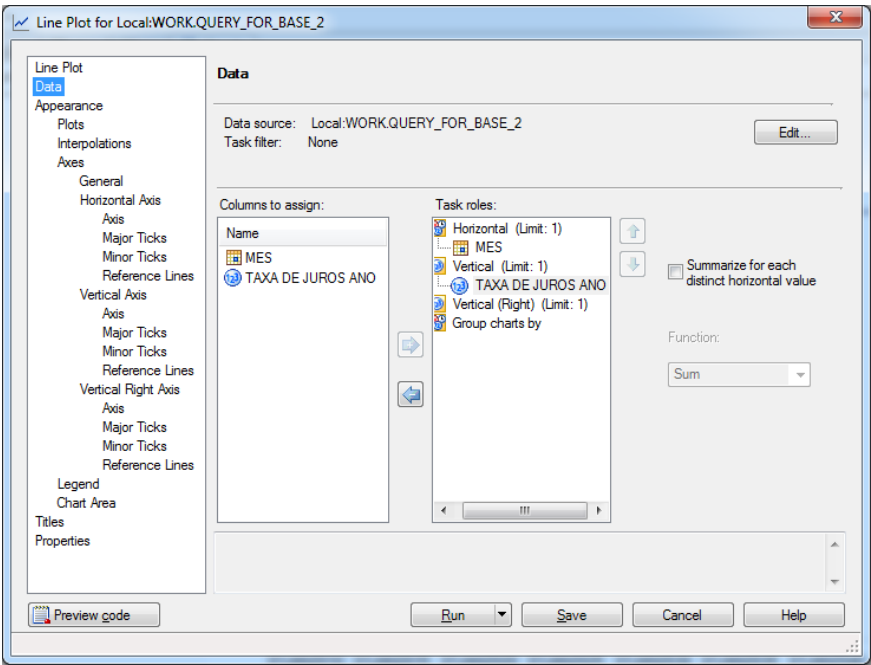 Line Plot for Local:WORK.QUERY_FOR_BASE_2
x
Line Plot
Data
Appearance
Plots
Interpolations
Axes
General
Horizontal Axis
Axis
Major Ticks
Minor Ticks
Reference Lines
Vertical Axis
Axis
Major Ticks
Minor Ticks
Reference Lines
Vertical Right Axis
Axis
Major Ticks
Minor Ticks
Reference Lines
Legend
Chart Area
Titles
Properties
Data
Data source: Local:WORK.QUERY_FOR_BASE_2
Task filter: None
Edit...
Columns to assign:
Name
MES
123 TAXA DE JUROS ANO
Task roles:
Horizontal (Limit: 1)
MES
Vertical (Limit: 1)
123 TAXA DE JUROS ANO
Vertical (Right) (Limit: 1)
Group charts by
Summarize for each
distinct horizontal value
Function:
Sum
Preview code
Run
Save
Cancel
Help